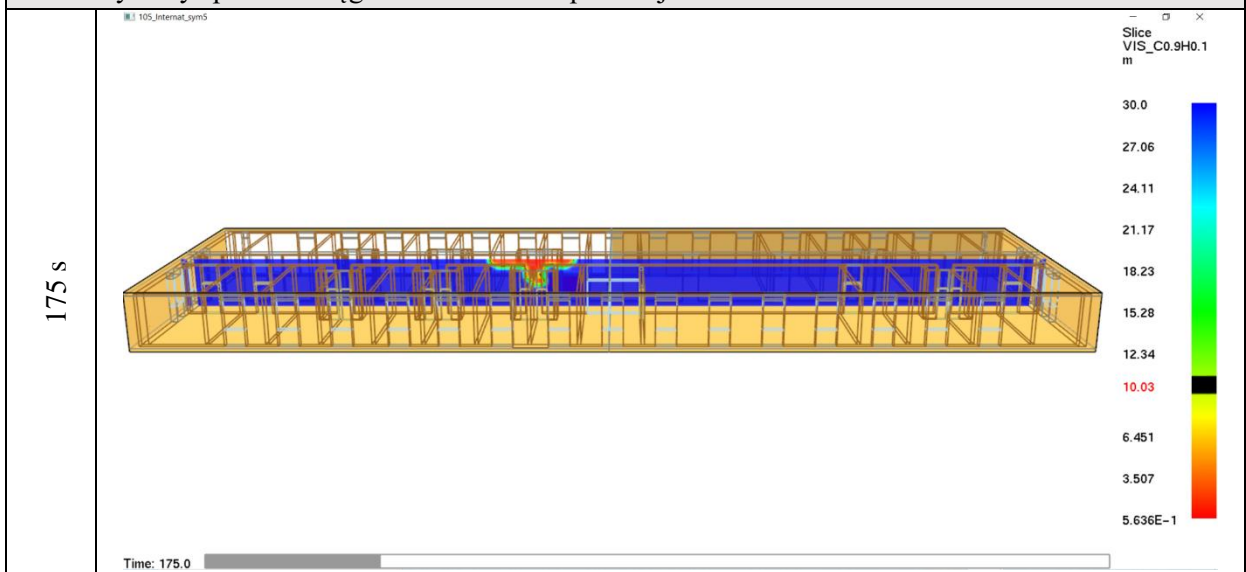 105_Internat_sym5
Slice
VIS_C0.9H0.1
m
30.0
27.06
24.11
21.17
18.23
15.28
12.34
10.03
6.451
3.507
5.636E-1
175 s
Time: 175.0